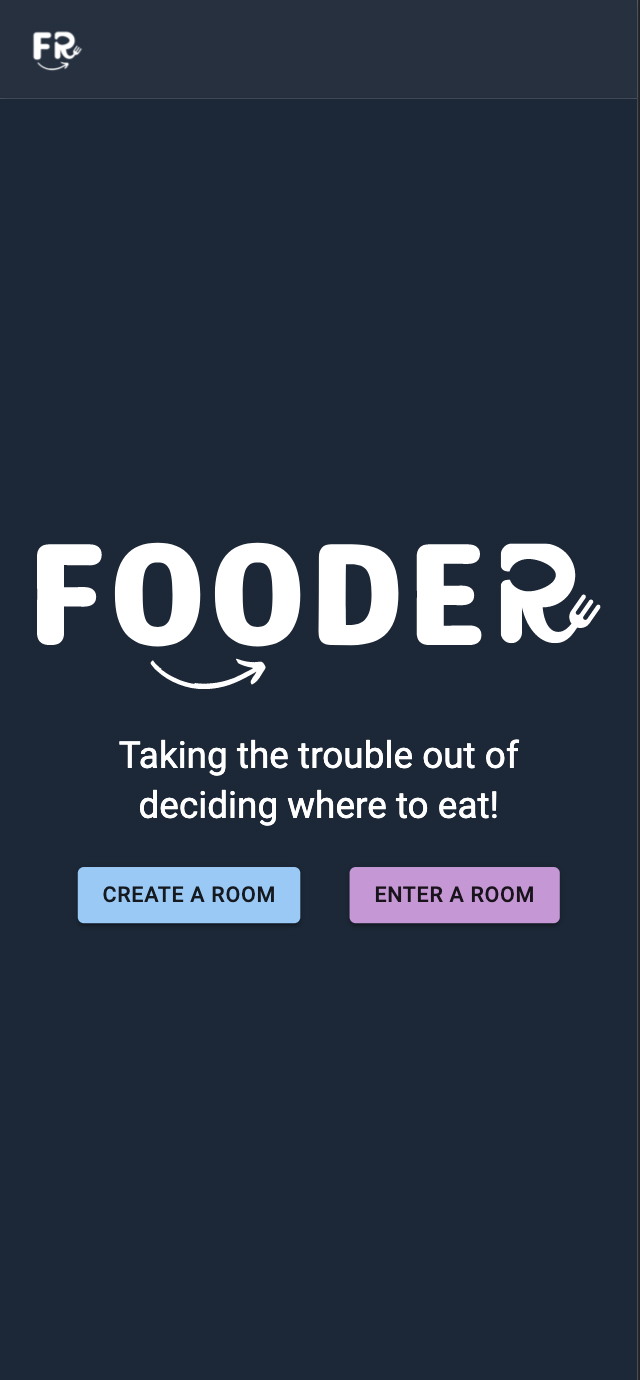 FR
FOODER
Taking the trouble out of
deciding where to eat!
CREATE A ROOM ENTER A ROOM